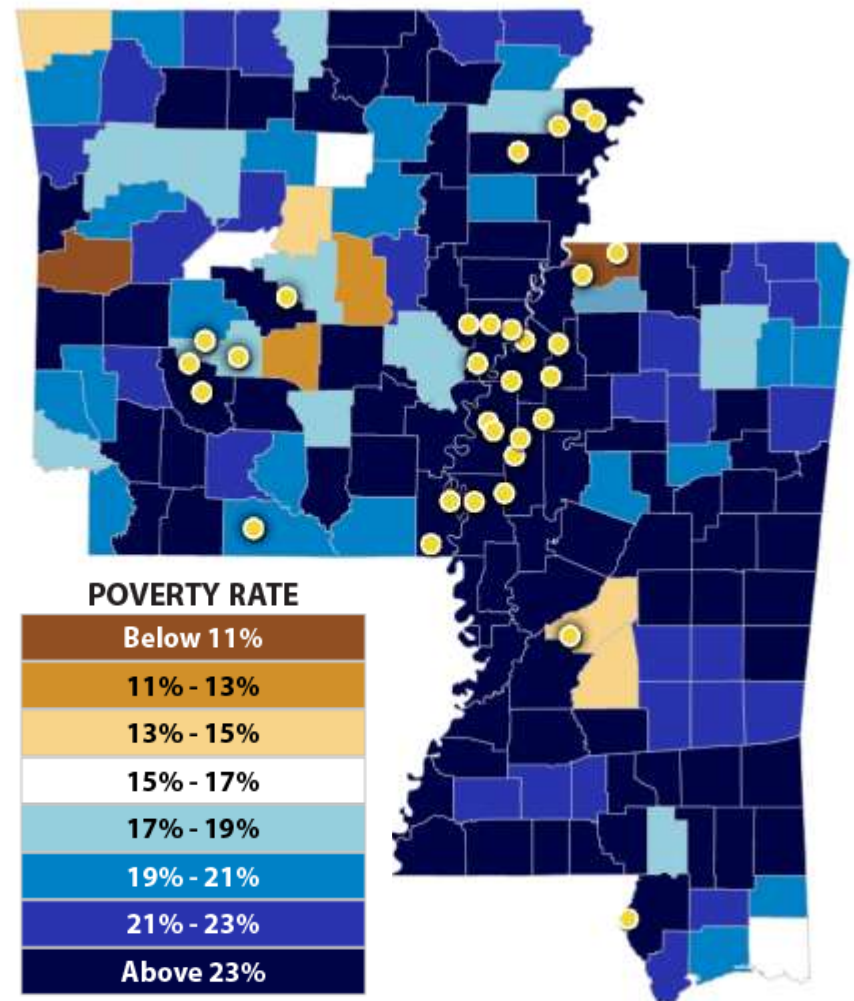 POVERTY RATE
Below 11%
11% - 13%
13% - 15%
15% - 17%
17% - 19%
19% - 21%
21% - 23%
Above 23%